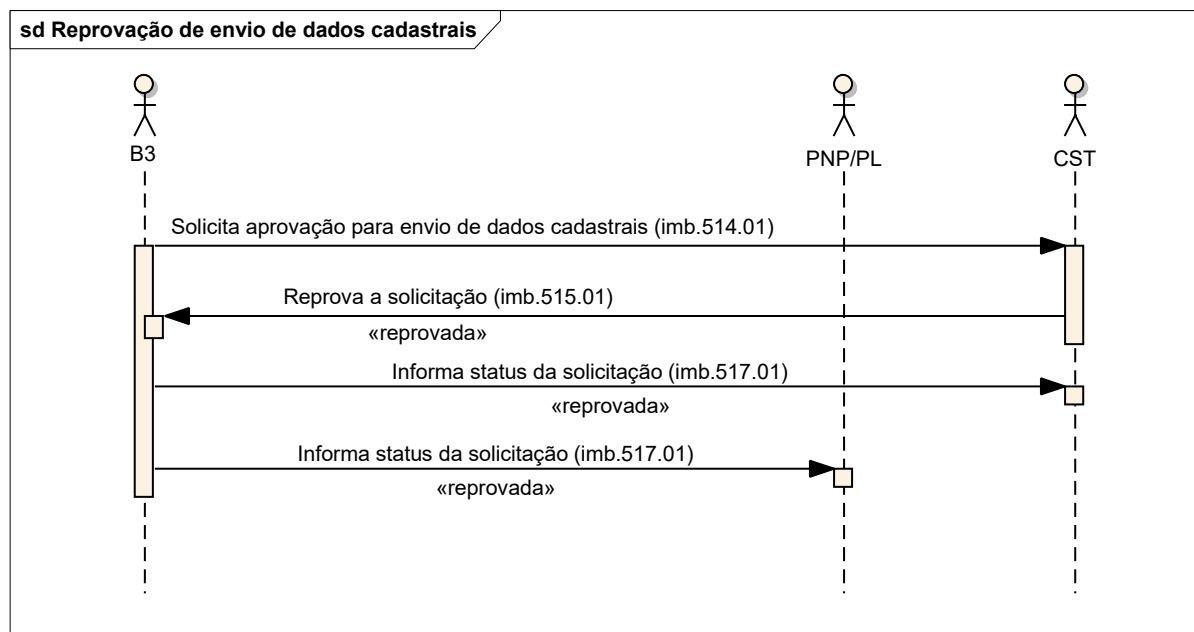 sd Reprovação de envio de dados cadastrais
B3
PNP/PL
CST
Solicita aprovação para envio de dados cadastrais (imb.514.01)
Reprova a solicitação (imb.515.01)
«reprovada»
Informa status da solicitação (imb.517.01)
«reprovada»
Informa status da solicitação (imb.517.01)
«reprovada»